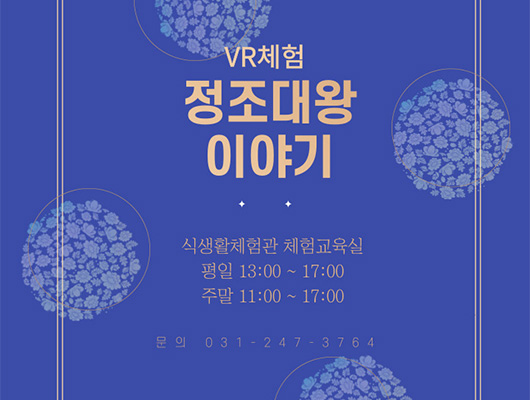 VR체험
정조대왕
이야기
식생활체험관 체험교육실
평일 13:00 ~ 17:00
주말 11:00 ~ 17:00
문의 031-247-3764